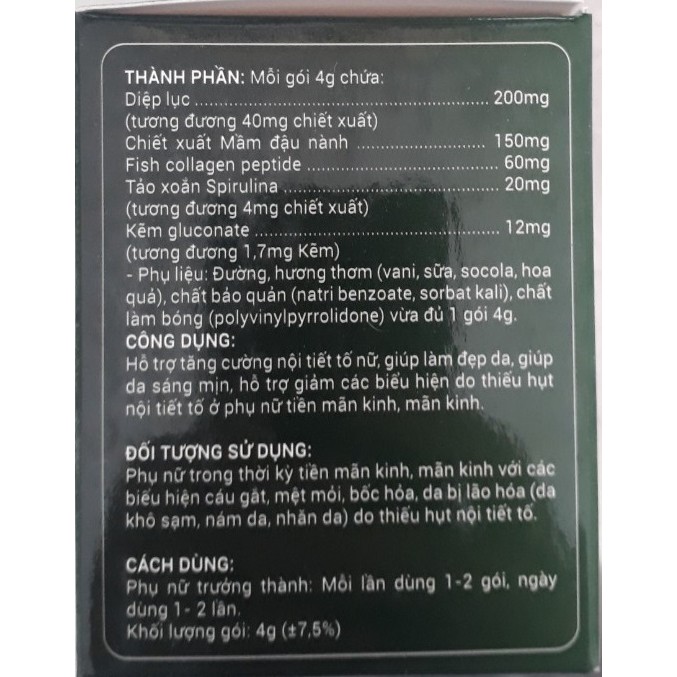 THÀNH PHẦN: Mỗi gói 4g chứa:
Diệp lục ........................................................ 200mg
(tương đương 40mg chiết xuất)
Chiết xuất Mầm đậu nành ........................ 150mg
Fish collagen peptide .................................... 60mg
Tảo xoắn Spirulina ........................................ 20mg
(tương đương 4mg chiết xuất)
Kẽm gluconate .............................................. 12mg
(tương đương 1,7mg Kẽm)
- Phụ liệu: Đường, hương thơm (vani, sữa, socola, hoa
quả), chất bảo quản (natri benzoate, sorbat kali), chất
làm bóng (polyvinylpyrrolidone) vừa đủ 1 gói 4g.
CÔNG DỤNG:
Hỗ trợ tăng cường nội tiết tố nữ, giúp làm đẹp da, giúp
da sáng mịn, hỗ trợ giảm các biểu hiện do thiếu hụt
nội tiết tố ở phụ nữ tiền mãn kinh, mãn kinh.
ĐỐI TƯỢNG SỬ DỤNG:
Phụ nữ trong thời kỳ tiền mãn kinh, mãn kinh với các
biểu hiện cáu gắt, mệt mỏi, bốc hỏa, da bị lão hóa (da
khô sạm, nám da, nhăn da) do thiếu hụt nội tiết tố.
CÁCH DÙNG:
Phụ nữ trưởng thành: Mỗi lần dùng 1-2 gói, ngày
dùng 1- 2 lần.
Khối lượng gói: 4g (±7,5%)